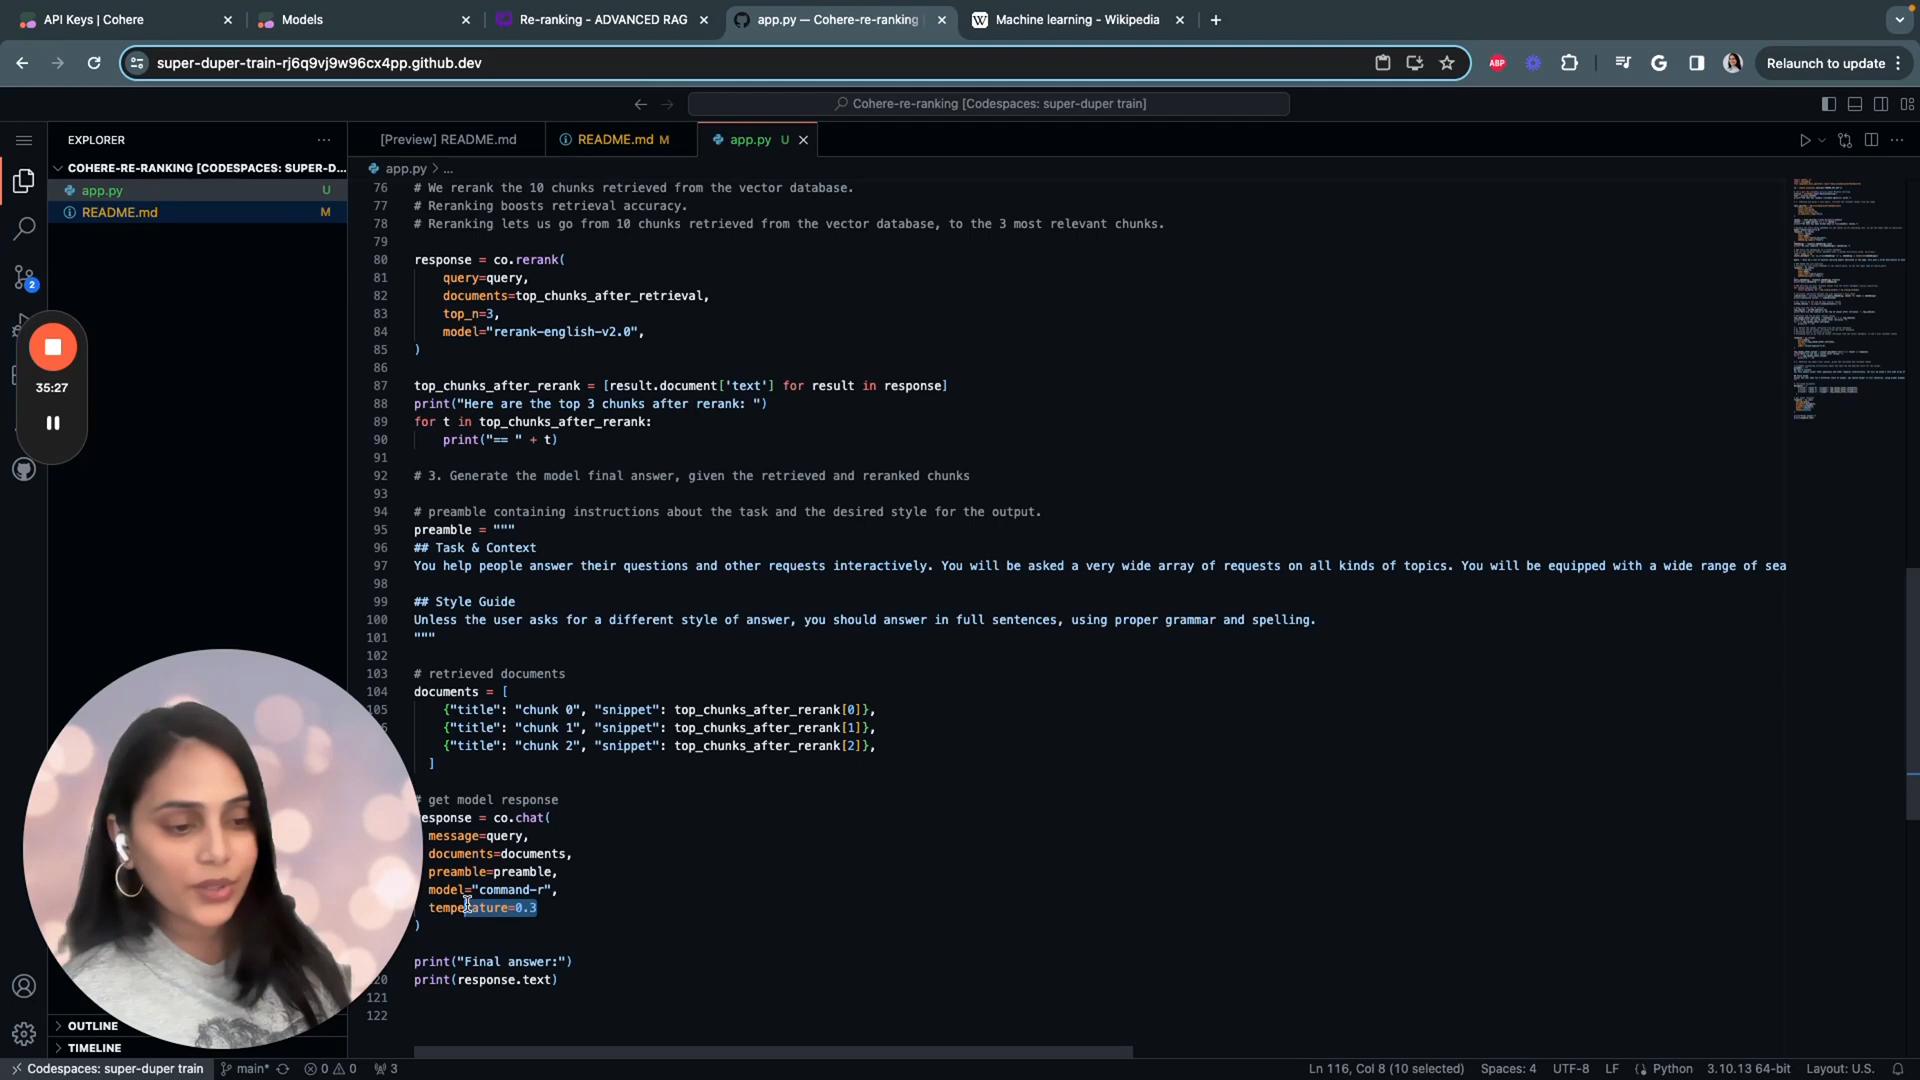 API Keys | Cohere
Models
Re-ranking - ADVANCED RAG
app.py — Cohere-re-ranking
Machine learning - Wikipedia
super-duper-train-rj6q9vj9w96cx4pp.github.dev
ABP
Relaunch to update
Cohere-re-ranking [Codespaces: super-duper train]
EXPLORER
[Preview] README.md
README.md M
app.py U
COHERE-RE-RANKING [CODESPACES: SUPER-D...
app.py U
README.md M
app.py > ...
2
35:27
76 # We rerank the 10 chunks retrieved from the vector database.
77 # Reranking boosts retrieval accuracy.
78 # Reranking lets us go from 10 chunks retrieved from the vector database, to the 3 most relevant chunks.
79
80 response = co.rerank(
81 query=query,
82 documents=top_chunks_after_retrieval,
83 top_n=3,
84 model="rerank-english-v2.0",
85 )
86
87 top_chunks_after_rerank = [result.document['text'] for result in response]
88 print("Here are the top 3 chunks after rerank: ")
89 for t in top_chunks_after_rerank:
90 print("== " + t)
91
92 # 3. Generate the model final answer, given the retrieved and reranked chunks
93
94 # preamble containing instructions about the task and the desired style for the output.
95 preamble = """
96 ## Task & Context
97 You help people answer their questions and other requests interactively. You will be asked a very wide array of requests on all kinds of topics. You will be equipped with a wide range of sea
98
99 ## Style Guide
100 Unless the user asks for a different style of answer, you should answer in full sentences, using proper grammar and spelling.
101 """
102
103 # retrieved documents
104 documents = [
105 {"title": "chunk 0", "snippet": top_chunks_after_rerank[0]},
{"title": "chunk 1", "snippet": top_chunks_after_rerank[1]},
{"title": "chunk 2", "snippet": top_chunks_after_rerank[2]},
]
# get model response
esponse = co.chat(
message=query,
documents=documents,
preamble=preamble,
model="command-r",
temperature=0.3
)
print("Final answer:")
20 print(response.text)
121
122
OUTLINE
TIMELINE
Codespaces: super-duper train
main*
0 0
3
Ln 116, Col 8 (10 selected)
Spaces: 4
UTF-8
LF
Python
3.10.13 64-bit
Layout: U.S.